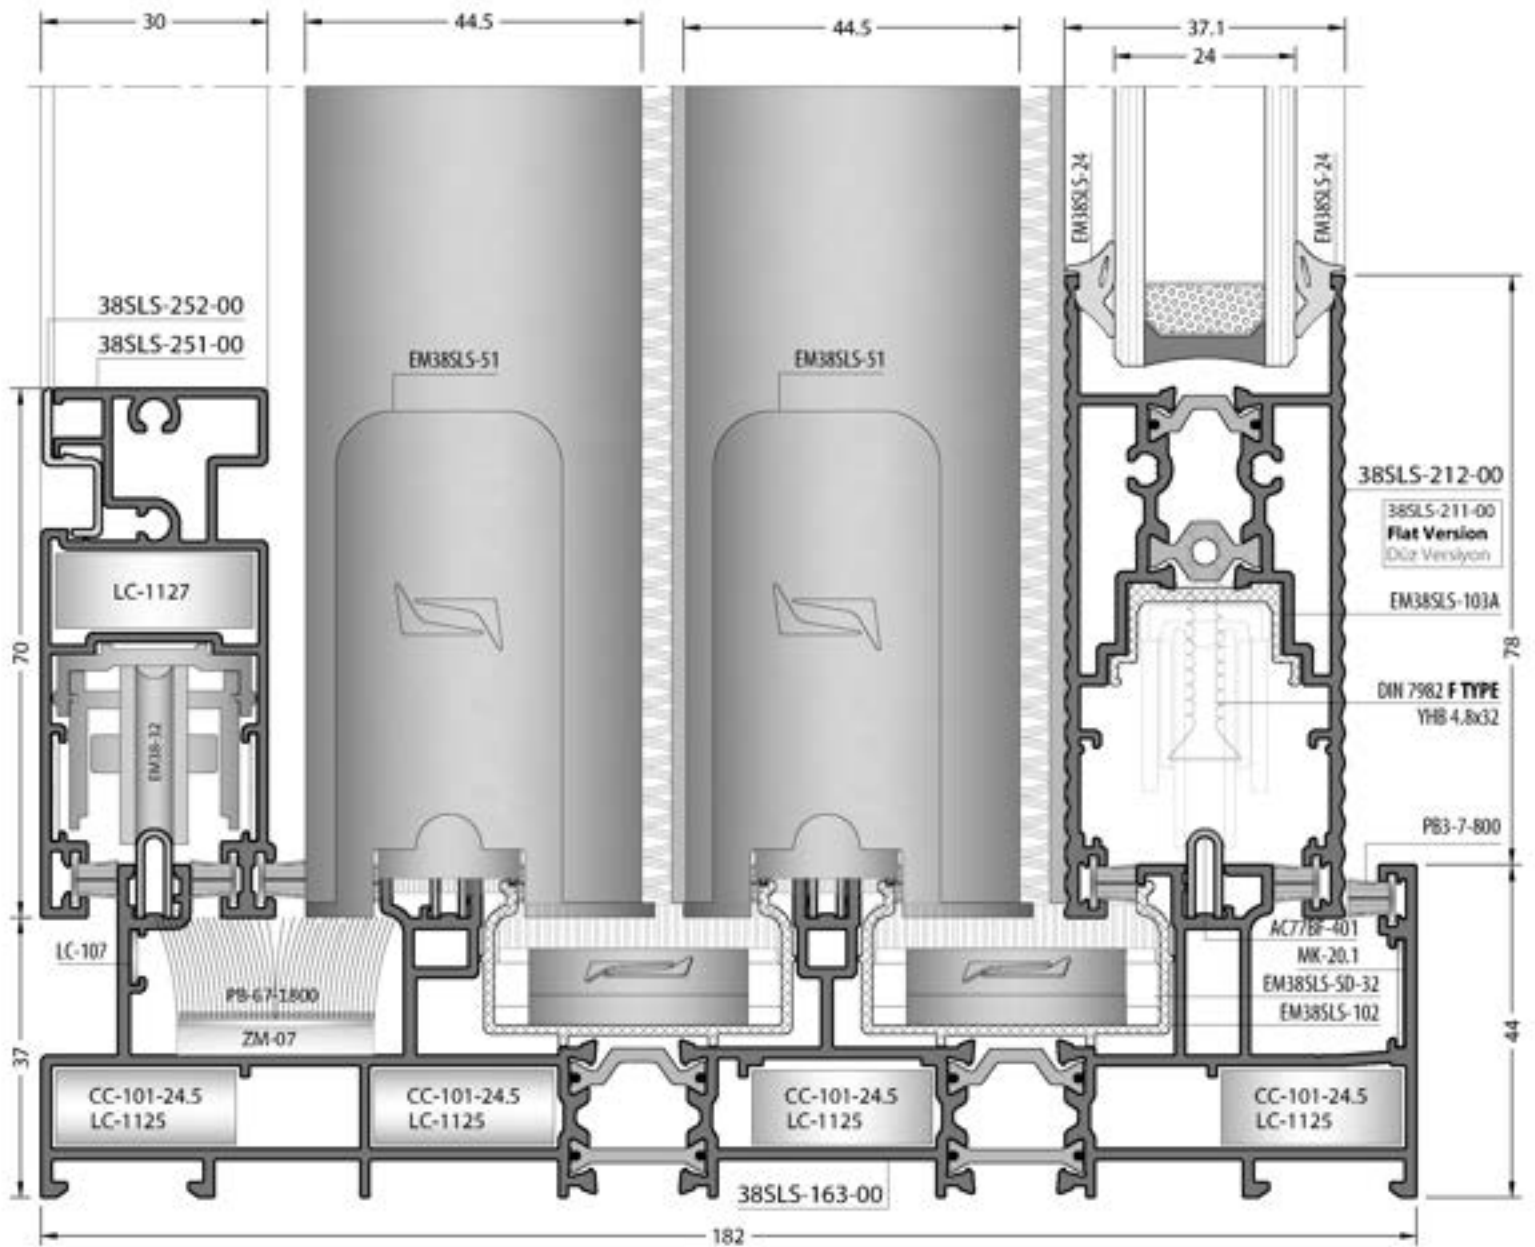 30
44.5
44.5
37.1
24
EM38SLS-24
EM38SLS-24
38SLS-252-00
38SLS-251-00
EM38SLS-51
EM38SLS-51
38SLS-212-00
38SLS-211-00
Flat Version
Düz Versiyon
LC-1127
EM38SLS-103A
70
78
DIN 7982 F TYPE
YHB 4.8x32
EM38-32
PB3-7-800
LC-107
AC77BF-401
MK-20.1
EM38SLS-SD-32
EM38SLS-102
PB-67-1800
ZM-07
37
44
CC-101-24.5
LC-1125
CC-101-24.5
LC-1125
CC-101-24.5
LC-1125
CC-101-24.5
LC-1125
38SLS-163-00
182